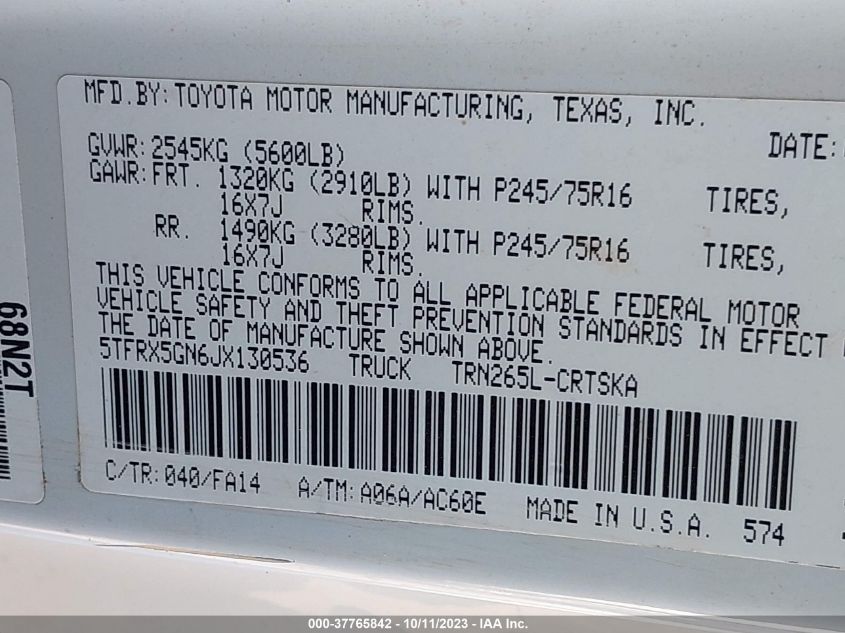 MFD.BY: TOYOTA MOTOR MANUFACTURING, TEXAS, INC.
DATE:
GVWR: 2545KG (5600LB)
GAWR: FRT. 1320KG (2910LB) WITH P245/75R16 TIRES,
16X7J RIMS.
RR. 1490KG (3280LB) WITH P245/75R16 TIRES,
16X7J RIMS.
THIS VEHICLE CONFORMS TO ALL APPLICABLE FEDERAL MOTOR
VEHICLE SAFETY AND THEFT PREVENTION STANDARDS IN EFFECT
THE DATE OF MANUFACTURE SHOWN ABOVE.
5TFRX5GN6JX130536 TRUCK TRN265L-CRTSKA
C/TR: 040/FA14 A/TM: A06A/AC60E MADE IN U.S.A. 574
68N2T
000-37765842 - 10/11/2023 - IAA Inc.